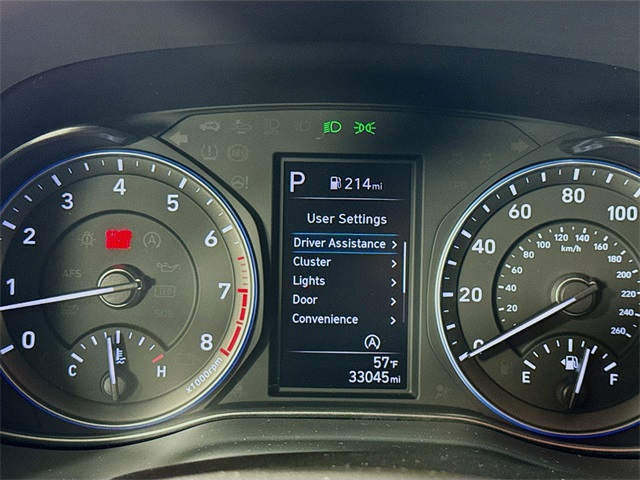 P 214mi
User Settings
Driver Assistance
Cluster
Lights
Door
Convenience
A
57°F
33045mi
0
1
2
3
4
5
6
7
8
x1000rpm
A
AFS
C
H
0
20
40
60
80
100
20
40
60
80
100
120
140
160
180
200
220
240
260
km/h
E
F